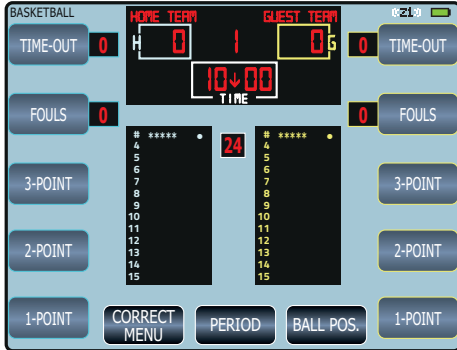 BASKETBALL
HOME TEAM GUEST TEAM
((Z1))
TIME-OUT 0 H 0 1 0 G 0 TIME-OUT
10↓00
TIME
FOULS 0 0 FOULS
# ***** • 24 # ***** •
4 4
5 5
6 6
3-POINT 7 7 3-POINT
8 8
9 9
10 10
11 11
2-POINT 12 12 2-POINT
13 13
14 14
15 15
1-POINT CORRECT MENU PERIOD BALL POS. 1-POINT